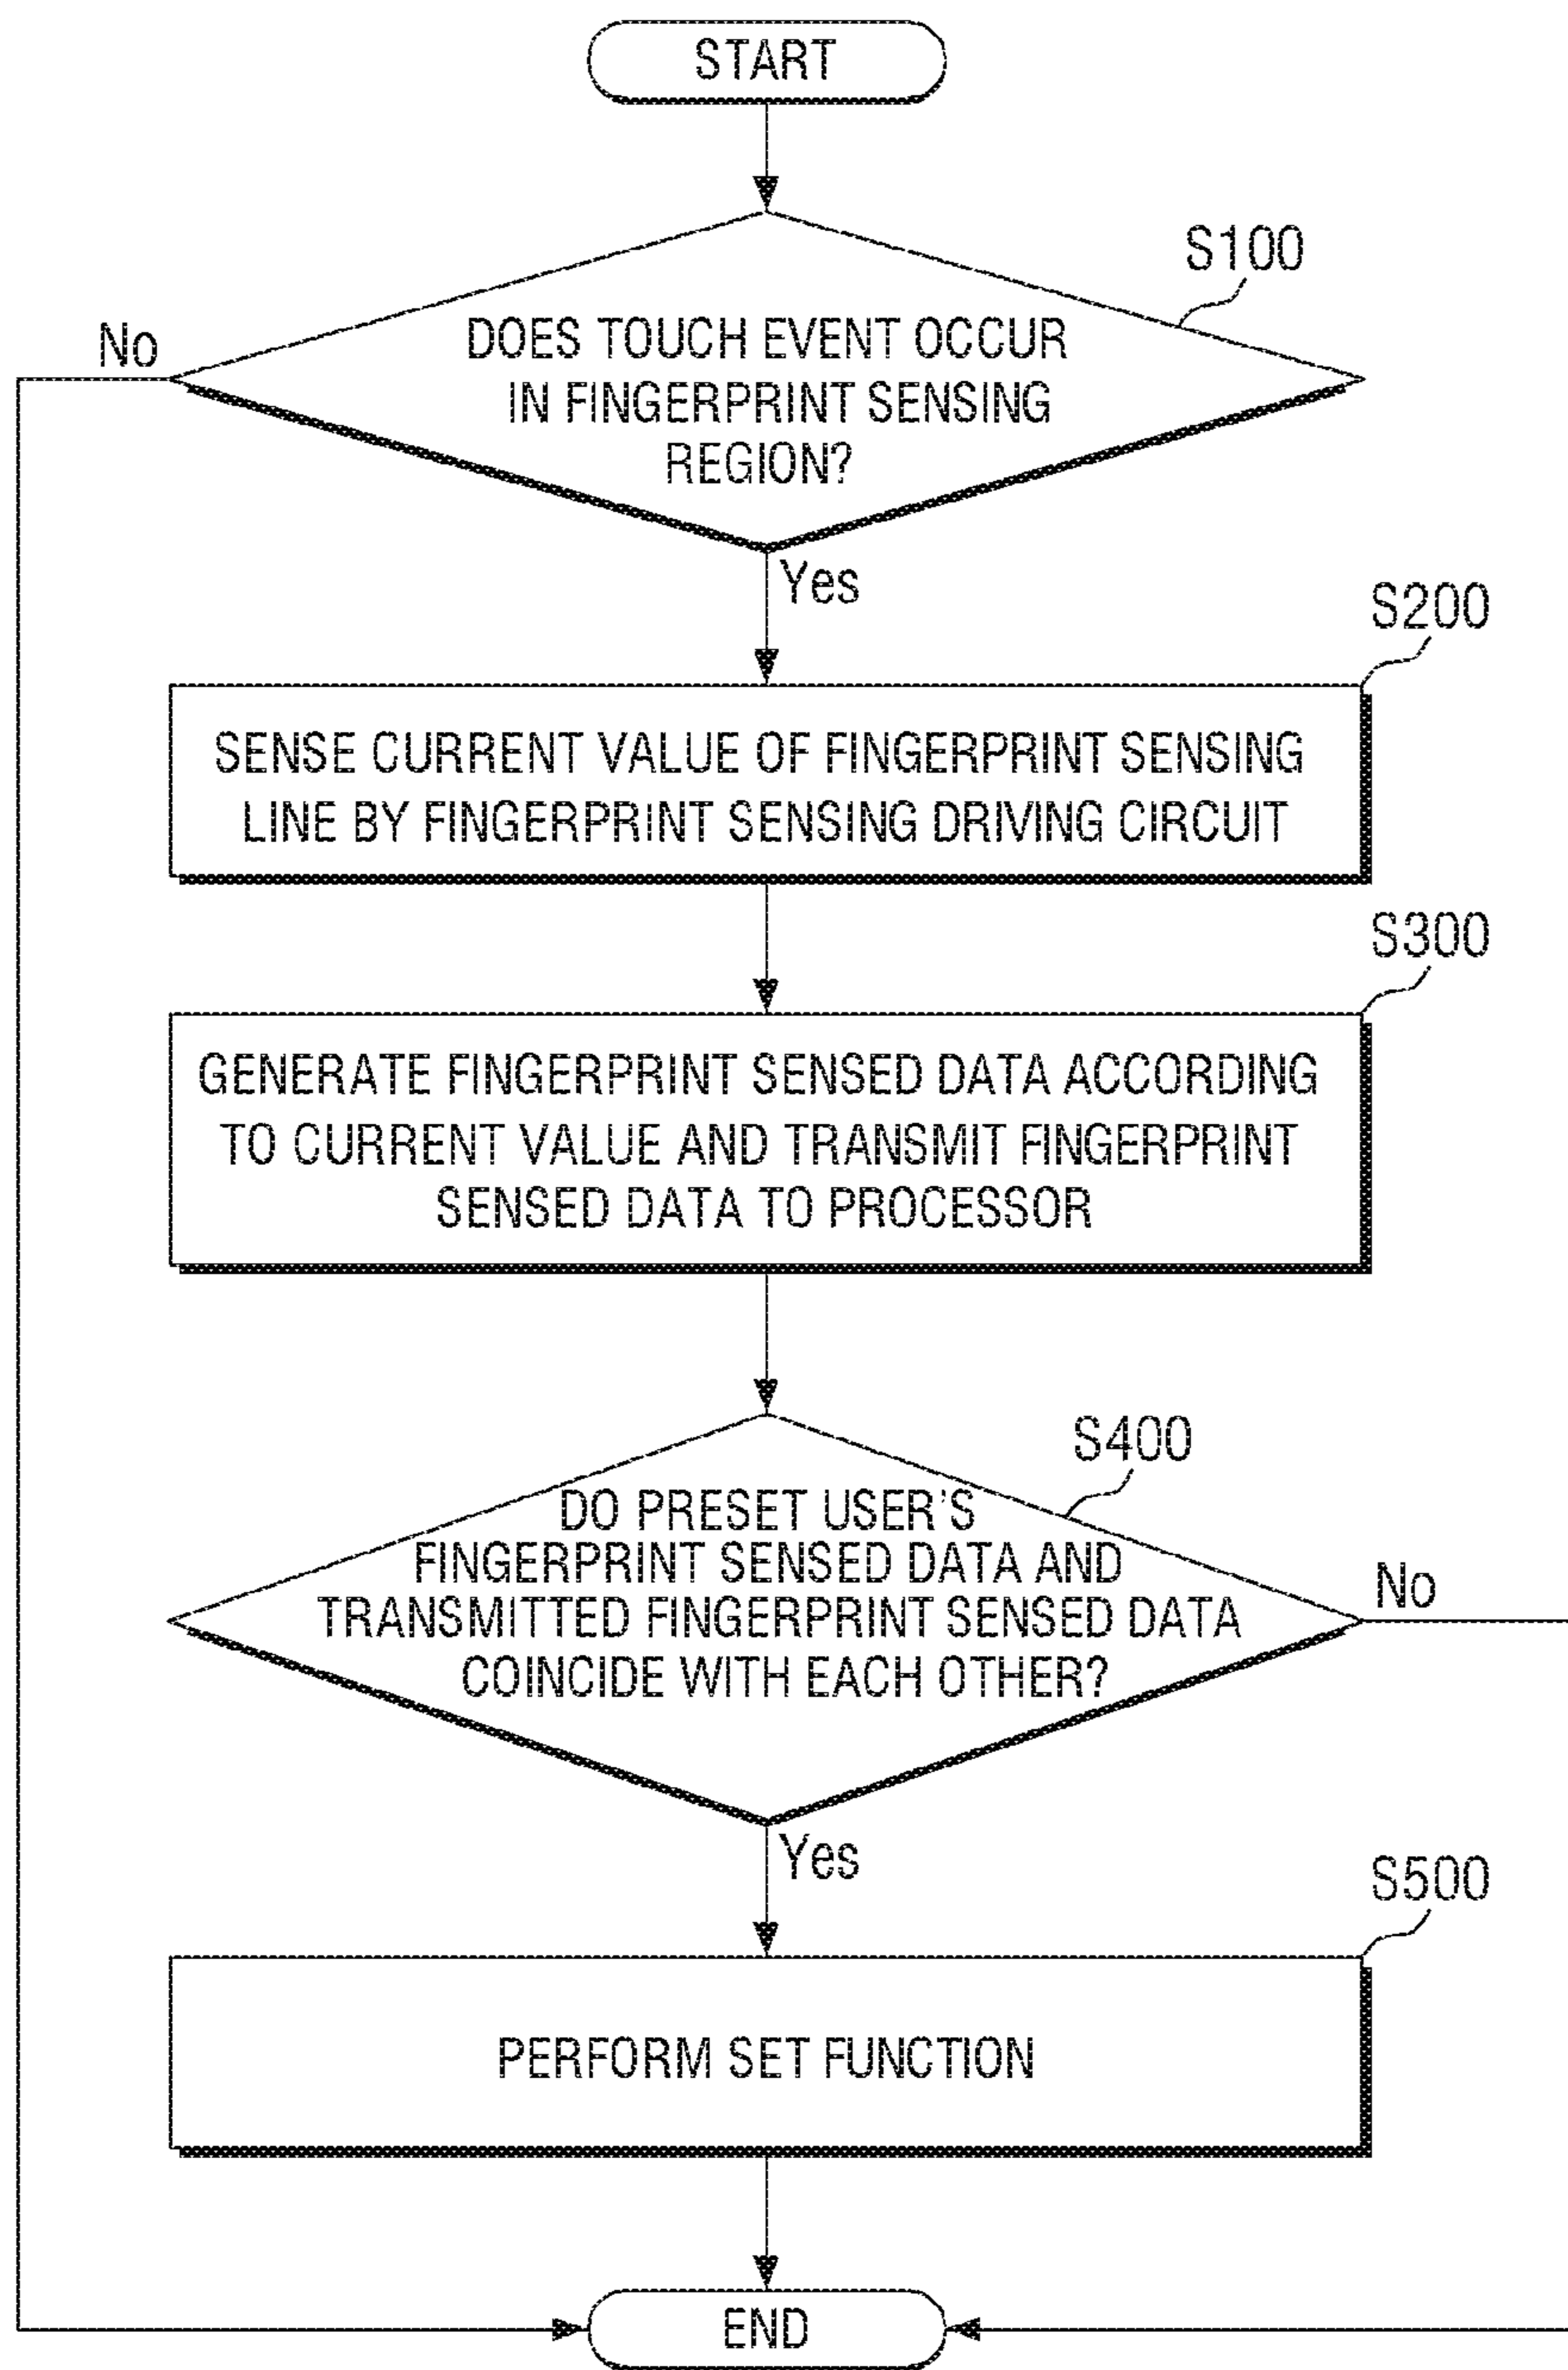 START
S100
No
DOES TOUCH EVENT OCCUR
IN FINGERPRINT SENSING
REGION?
Yes
S200
SENSE CURRENT VALUE OF FINGERPRINT SENSING
LINE BY FINGERPRINT SENSING DRIVING CIRCUIT
S300
GENERATE FINGERPRINT SENSED DATA ACCORDING
TO CURRENT VALUE AND TRANSMIT FINGERPRINT
SENSED DATA TO PROCESSOR
S400
DO PRESET USER'S
FINGERPRINT SENSED DATA AND
TRANSMITTED FINGERPRINT SENSED DATA
COINCIDE WITH EACH OTHER?
No
Yes
S500
PERFORM SET FUNCTION
END